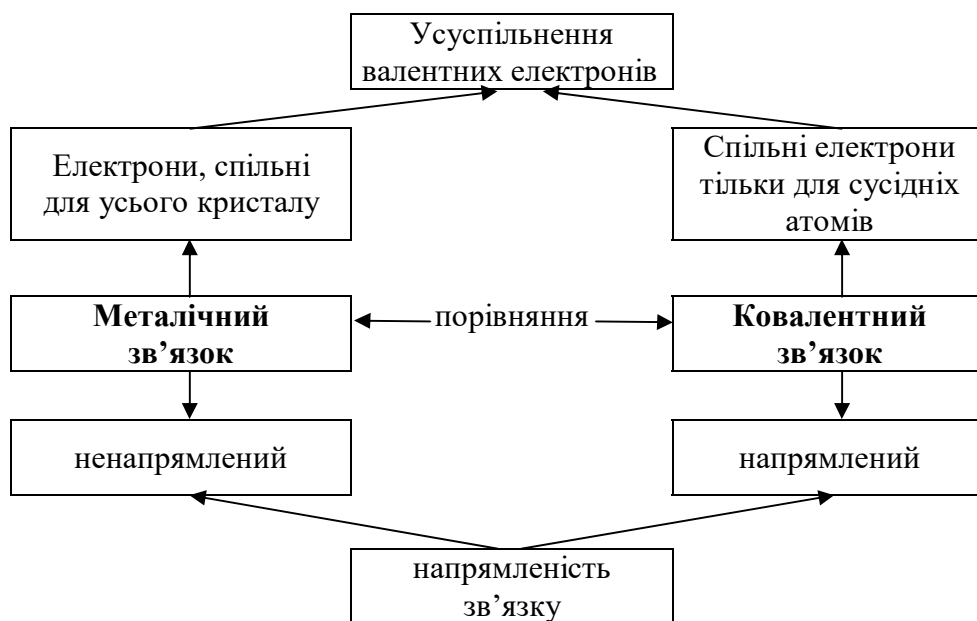 Усуспільнення
валентних електронів
Електрони, спільні
для усього кристалу
Спільні електрони
тільки для сусідніх
атомів
Металічний
зв’язок
порівняння
Ковалентний
зв’язок
ненапрямлений
напрямлений
напрямленість
зв’язку